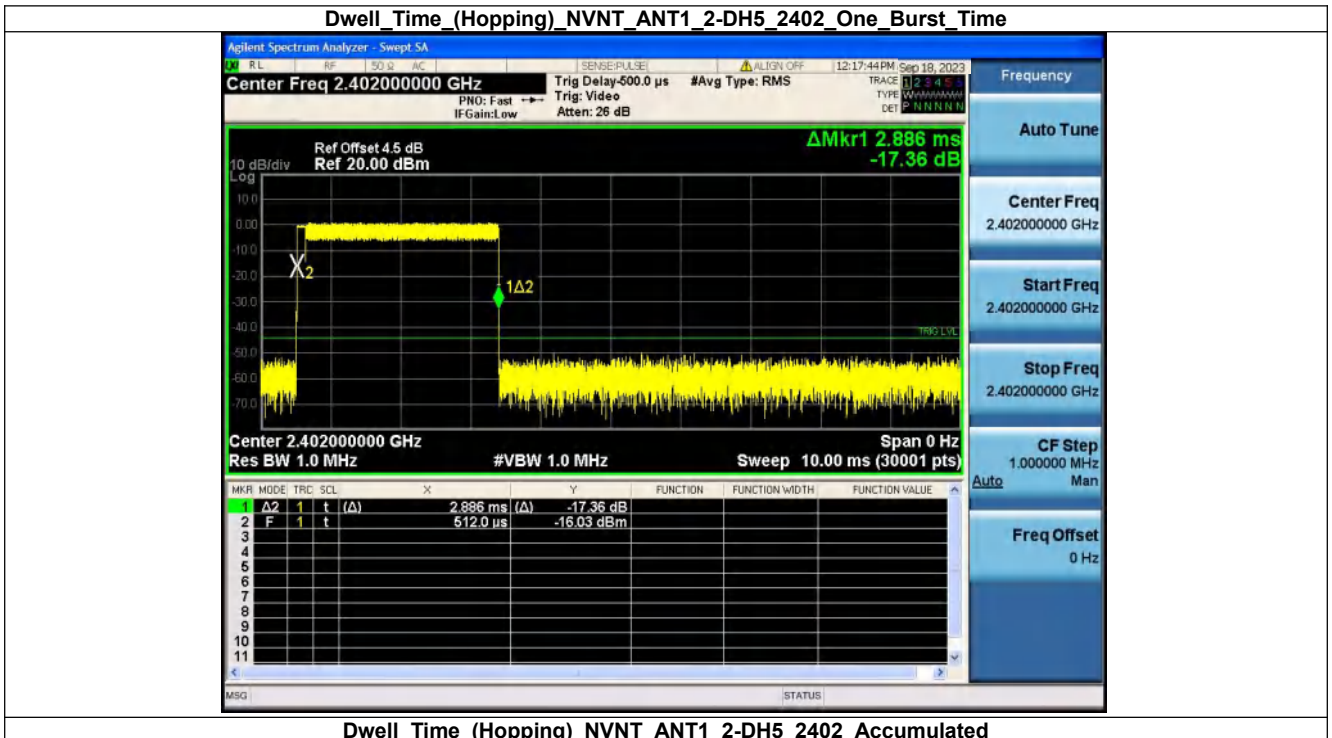 Dwell_Time_(Hopping)_NVNT_ANT1_2-DH5_2402_One_Burst_Time
Agilent Spectrum Analyzer - Swept SA
RL RF 50 Ω AC SENSE:PULSE ALIGN OFF 12:17:44 PM Sep 18, 2023
Center Freq 2.402000000 GHz
PNO: Fast
IFGain:Low
Trig Delay-500.0 µs
Trig: Video
Atten: 26 dB
#Avg Type: RMS
TRACE 1 2 3 4 5 6
TYPE
DET P N N N N N
Frequency
Auto Tune
Center Freq
2.402000000 GHz
Start Freq
2.402000000 GHz
Stop Freq
2.402000000 GHz
CF Step
1.000000 MHz
Auto Man
Freq Offset
0 Hz
ΔMkr1 2.886 ms
-17.36 dB
Ref Offset 4.5 dB
10 dB/div Ref 20.00 dBm
Log
10.0
0.00
-10.0
-20.0
-30.0
-40.0
-50.0
-60.0
-70.0
2
1Δ2
TRIG LVL
Center 2.402000000 GHz Span 0 Hz
Res BW 1.0 MHz #VBW 1.0 MHz Sweep 10.00 ms (30001 pts)
MKR MODE TRC SCL X Y FUNCTION FUNCTION WIDTH FUNCTION VALUE
1 Δ2 1 t (Δ) 2.886 ms (Δ) -17.36 dB
2 F 1 t 512.0 µs -16.03 dBm
3
4
5
6
7
8
9
10
11
MSG STATUS
Dwell_Time_(Hopping)_NVNT_ANT1_2-DH5_2402_Accumulated